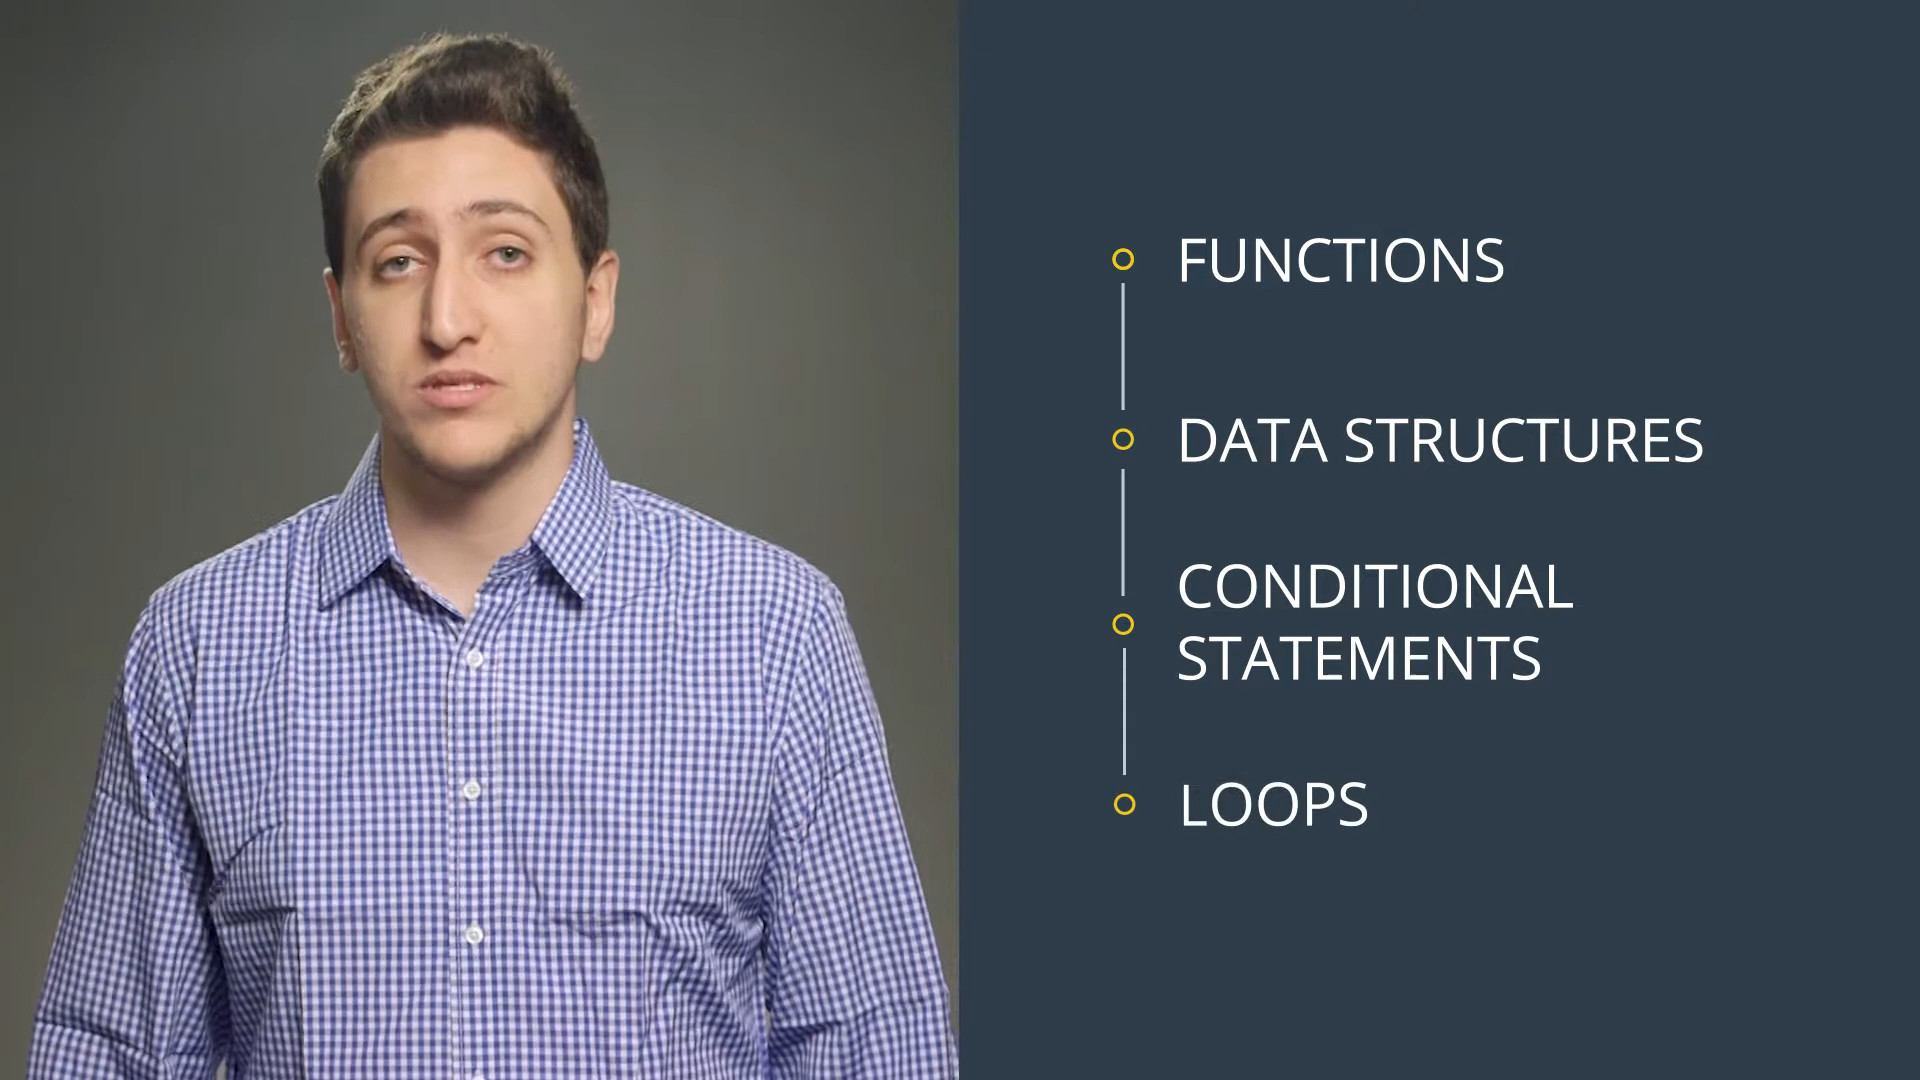 FUNCTIONS
DATA STRUCTURES
CONDITIONAL
STATEMENTS
LOOPS